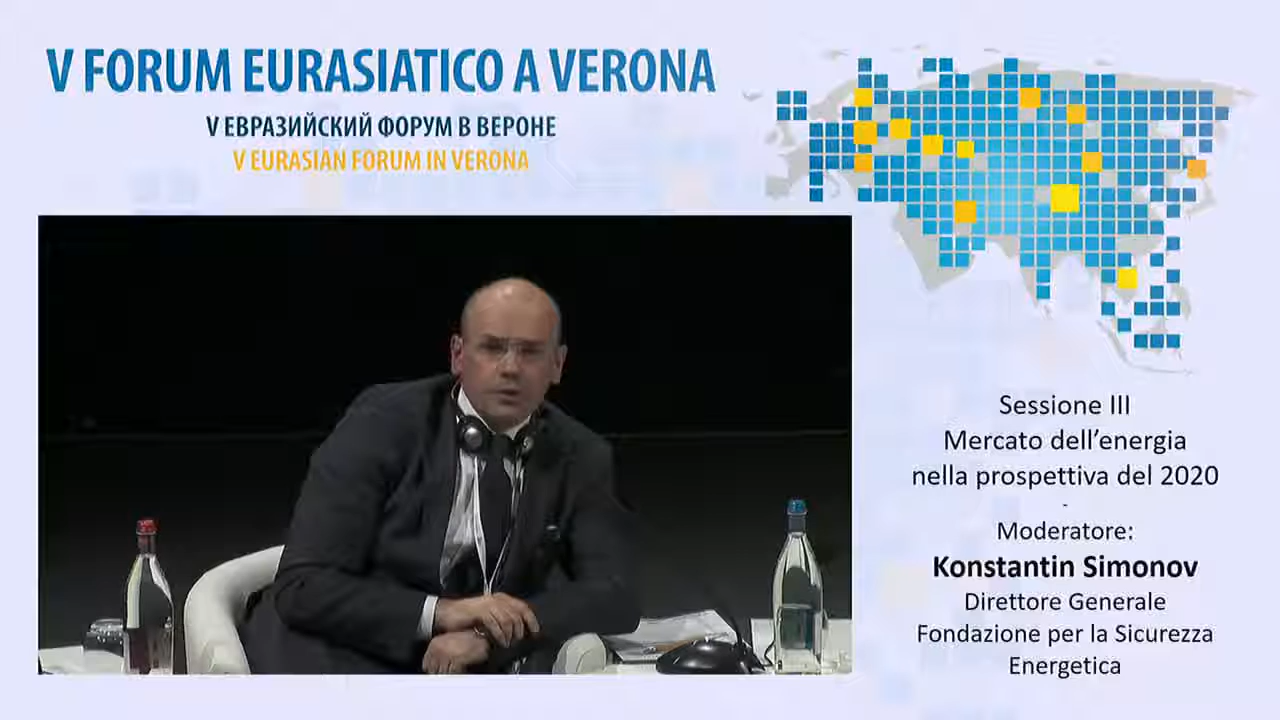 V FORUM EURASIATICO A VERONA
V ЕВРАЗИЙСКИЙ ФОРУМ В ВЕРОНЕ
V EURASIAN FORUM IN VERONA
Sessione III
Mercato dell’energia
nella prospettiva del 2020
-
Moderatore:
Konstantin Simonov
Direttore Generale
Fondazione per la Sicurezza
Energetica